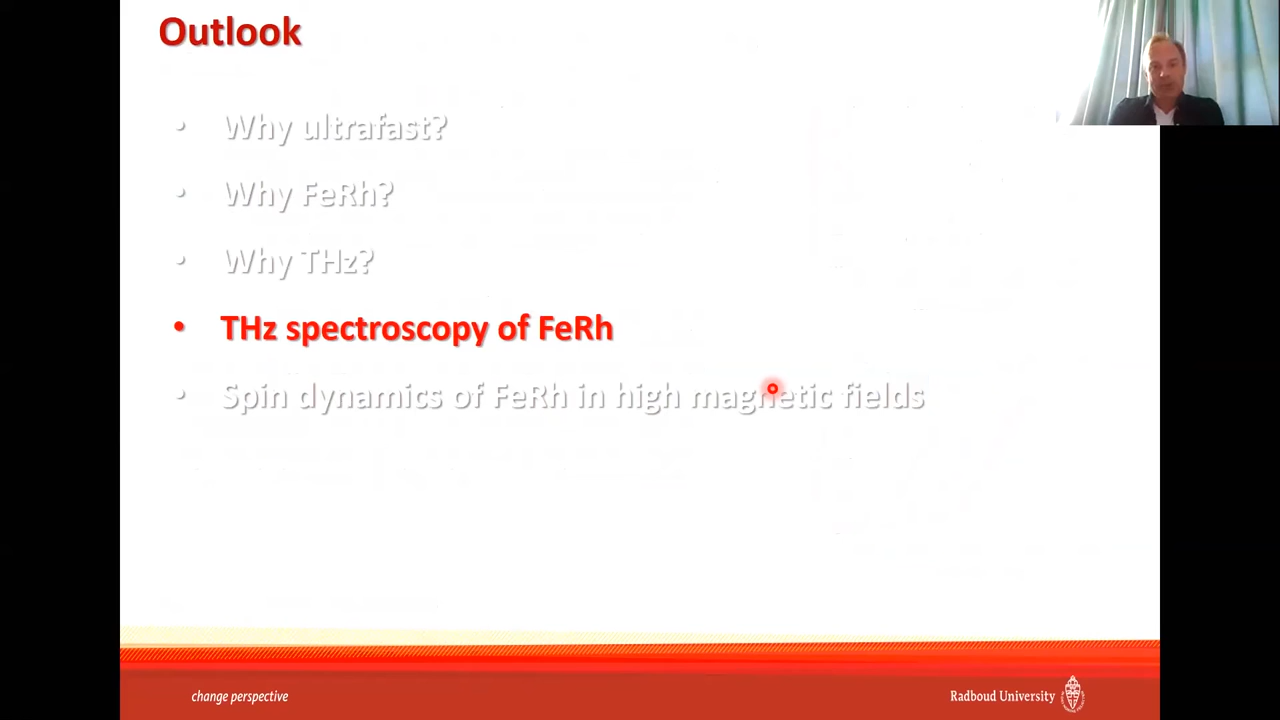 Outlook
• Why ultrafast?
• Why FeRh?
• Why THz?
• THz spectroscopy of FeRh
• Spin dynamics of FeRh in high magnetic fields
change perspective
Radboud University